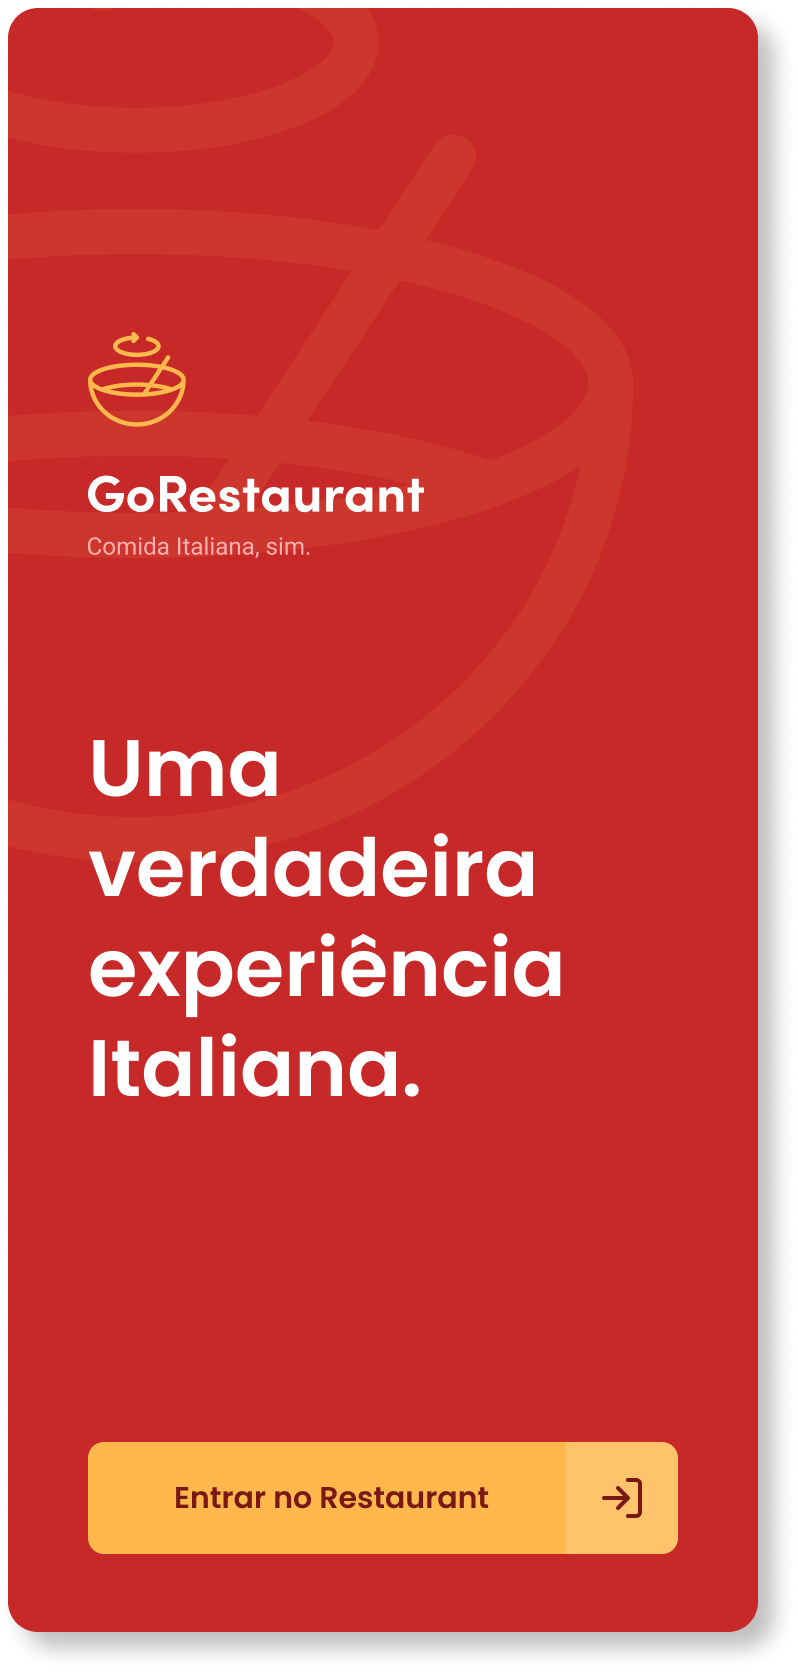 GoRestaurant
Comida Italiana, sim.
Uma
verdadeira
experiência
Italiana.
Entrar no Restaurant